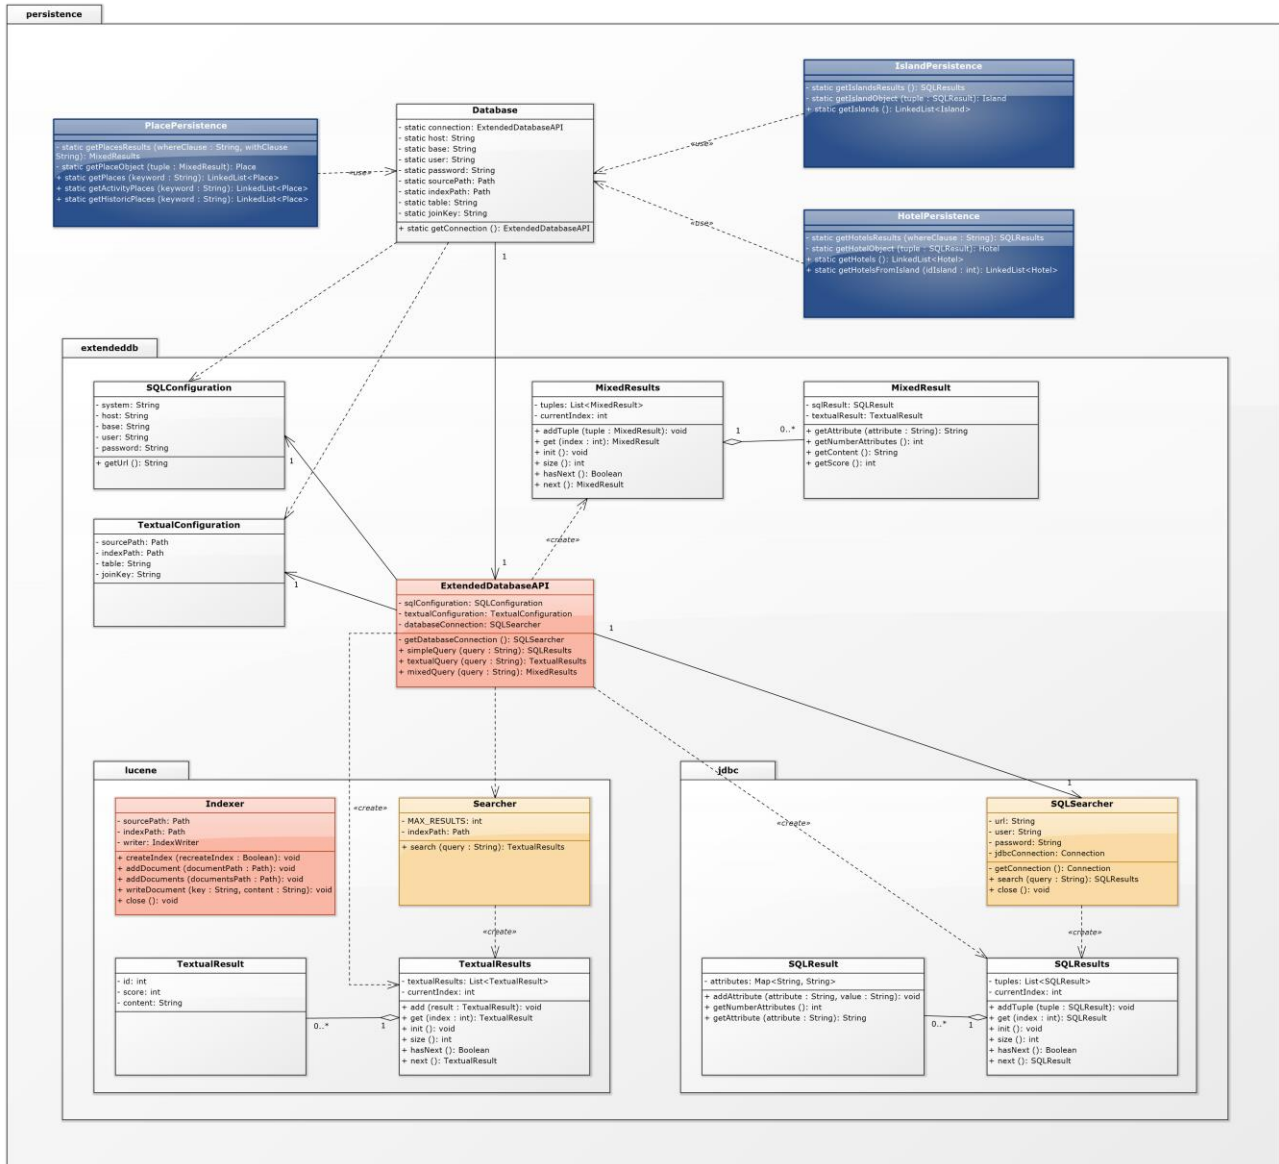 persistence
IslandPersistence
- static getIslandsResults (): SQLResults
- static getIslandObject (tuple : SQLResult): Island
+ static getIslands (): LinkedList<Island>
Database
- static connection: ExtendedDatabaseAPI
- static host: String
- static base: String
- static user: String
- static password: String
- static sourcePath: Path
- static indexPath: Path
- static table: String
- static joinKey: String
+ static getConnection (): ExtendedDatabaseAPI
PlacePersistence
- static getPlacesResults (whereClause : String, withClause
String): MixedResults
- static getPlaceObject (tuple : MixedResult): Place
+ static getPlaces (keyword : String): LinkedList<Place>
+ static getActivityPlaces (keyword : String): LinkedList<Place>
+ static getHistoricPlaces (keyword : String): LinkedList<Place>
«use»
«use»
«use»
HotelPersistence
- static getHotelsResults (whereClause : String): SQLResults
- static getHotelObject (tuple : SQLResult): Hotel
+ static getHotels (): LinkedList<Hotel>
+ static getHotelsFromIsland (idIsland : int): LinkedList<Hotel>
1
extendeddb
SQLConfiguration
- system: String
- host: String
- base: String
- user: String
- password: String
+ getUrl (): String
1
MixedResults
- tuples: List<MixedResult>
- currentIndex: int
+ addTuple (tuple : MixedResult): void
+ get (index : int): MixedResult
+ init (): void
+ size (): int
+ hasNext (): Boolean
+ next (): MixedResult
1
0..*
MixedResult
- sqlResult: SQLResult
- textualResult: TextualResult
+ getAttribute (attribute : String): String
+ getNumberAttributes (): int
+ getContent (): String
+ getScore (): int
TextualConfiguration
- sourcePath: Path
- indexPath: Path
- table: String
- joinKey: String
1
«create»
1
ExtendedDatabaseAPI
- sqlConfiguration: SQLConfiguration
- textualConfiguration: TextualConfiguration
- databaseConnection: SQLSearcher
- getDatabaseConnection (): SQLSearcher
+ simpleQuery (query : String): SQLResults
+ textualQuery (query : String): TextualResults
+ mixedQuery (query : String): MixedResults
1
lucene
jdbc
Indexer
- sourcePath: Path
- indexPath: Path
- writer: IndexWriter
+ createIndex (recreateIndex : Boolean): void
+ addDocument (documentPath : Path): void
+ addDocuments (documentsPath : Path): void
+ writeDocument (key : String, content : String): void
+ close (): void
«create»
Searcher
- MAX_RESULTS: int
- indexPath: Path
+ search (query : String): TextualResults
«create»
1
SQLSearcher
- url: String
- user: String
- password: String
- jdbcConnection: Connection
- getConnection (): Connection
+ search (query : String): SQLResults
+ close (): void
«create»
«create»
TextualResult
- id: int
- score: int
- content: String
0..*
1
TextualResults
- textualResults: List<TextualResult>
- currentIndex: int
+ add (result : TextualResult): void
+ get (index : int): TextualResult
+ init (): void
+ size (): int
+ hasNext (): Boolean
+ next (): TextualResult
SQLResult
- attributes: Map<String, String>
+ addAttribute (attribute : String, value : String): void
+ getNumberAttributes (): int
+ getAttribute (attribute : String): String
0..*
1
SQLResults
- tuples: List<SQLResult>
- currentIndex: int
+ addTuple (tuple : SQLResult): void
+ get (index : int): SQLResult
+ init (): void
+ size (): int
+ hasNext (): Boolean
+ next (): SQLResult